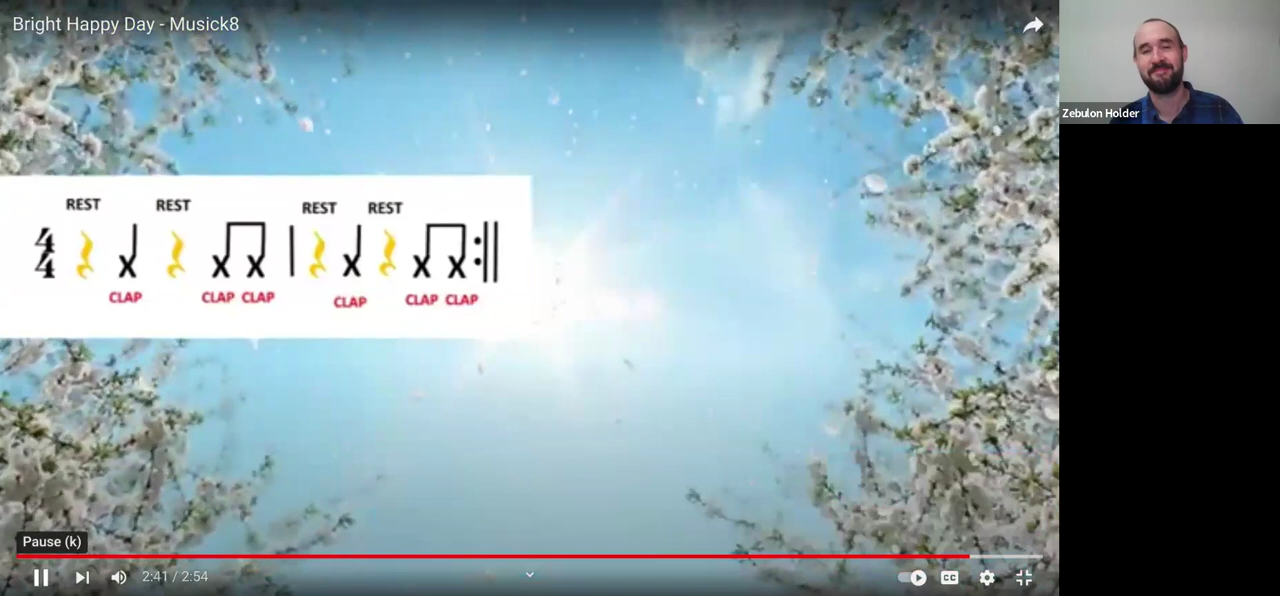 Bright Happy Day - Musick8
Zebulon Holder
REST REST REST REST
4
4
CLAP CLAP CLAP CLAP CLAP CLAP
Pause (k)
2:41 / 2:54
CC